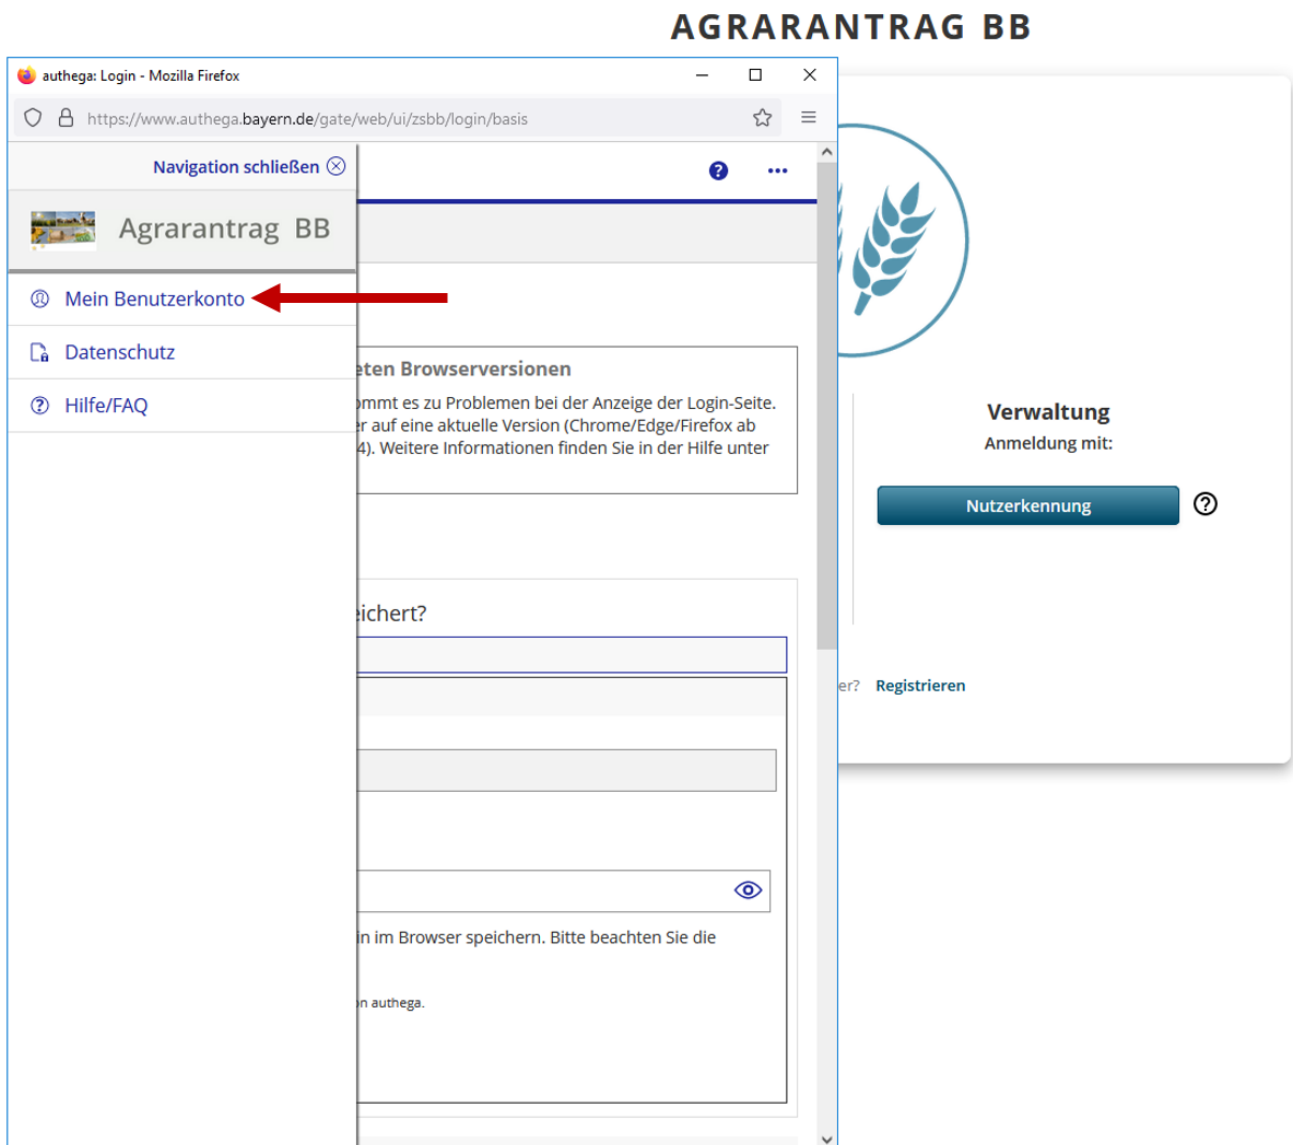 AGRARANTRAG BB
authega: Login - Mozilla Firefox
https://www.authega.bayern.de/gate/web/ui/zsbb/login/basis
Navigation schließen
Agrarantrag BB
Mein Benutzerkonto
Datenschutz
Hilfe/FAQ
eten Browserversionen
ommt es zu Problemen bei der Anzeige der Login-Seite.
er auf eine aktuelle Version (Chrome/Edge/Firefox ab
4). Weitere Informationen finden Sie in der Hilfe unter
eichert?
in im Browser speichern. Bitte beachten Sie die
on authega.
Verwaltung
Anmeldung mit:
Nutzerkennung
er? Registrieren